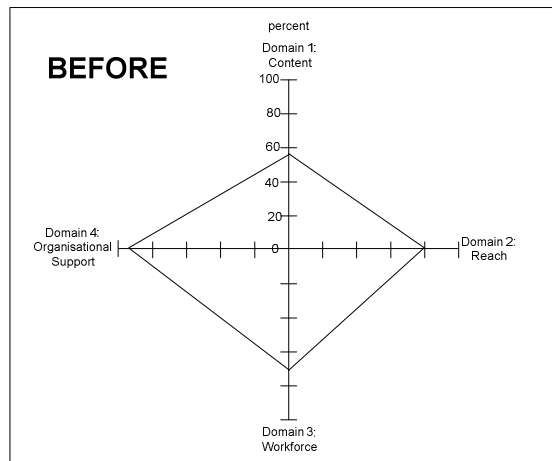 percent
Domain 1:
Content
BEFORE
100
80
60
40
20
0
Domain 4:
Organisational
Support
Domain 2:
Reach
Domain 3:
Workforce